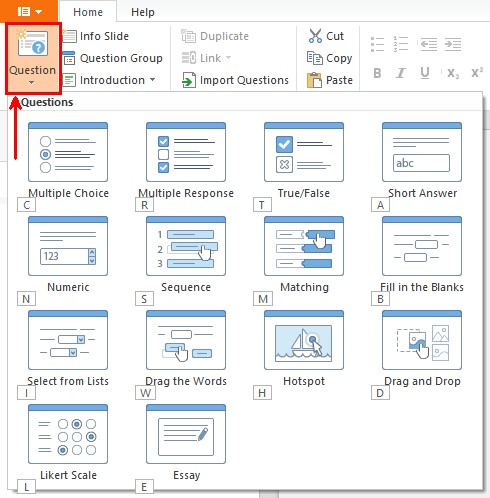 Home Help
Info Slide Duplicate Cut
Question Group Link Copy
Question Introduction Import Questions Paste B I U X₂ X²
Questions
abc
Multiple Choice Multiple Response True/False Short Answer
C R T A
123 1 2 3
Numeric Sequence Matching Fill in the Blanks
N S M B
Select from Lists Drag the Words Hotspot Drag and Drop
I W H D
Likert Scale Essay
L E